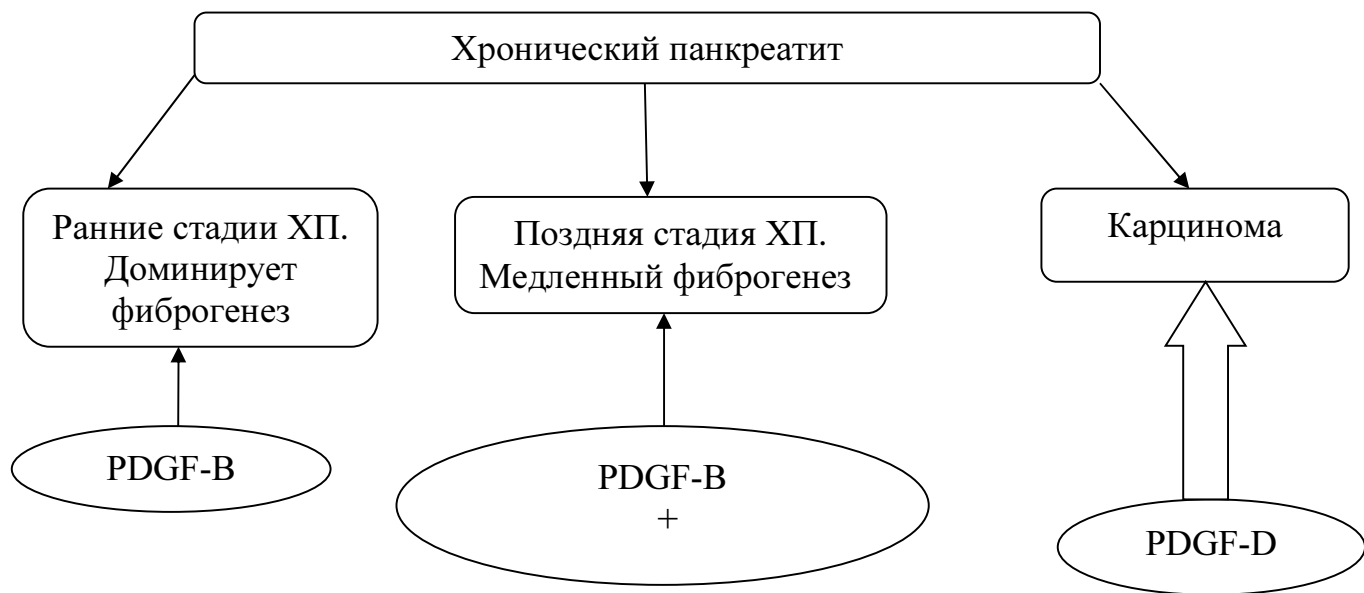 Хронический панкреатит
Ранние стадии ХП.
Доминирует
фиброгенез
Поздняя стадия ХП.
Медленный фиброгенез
Карцинома
PDGF-B
PDGF-B
+
PDGF-D